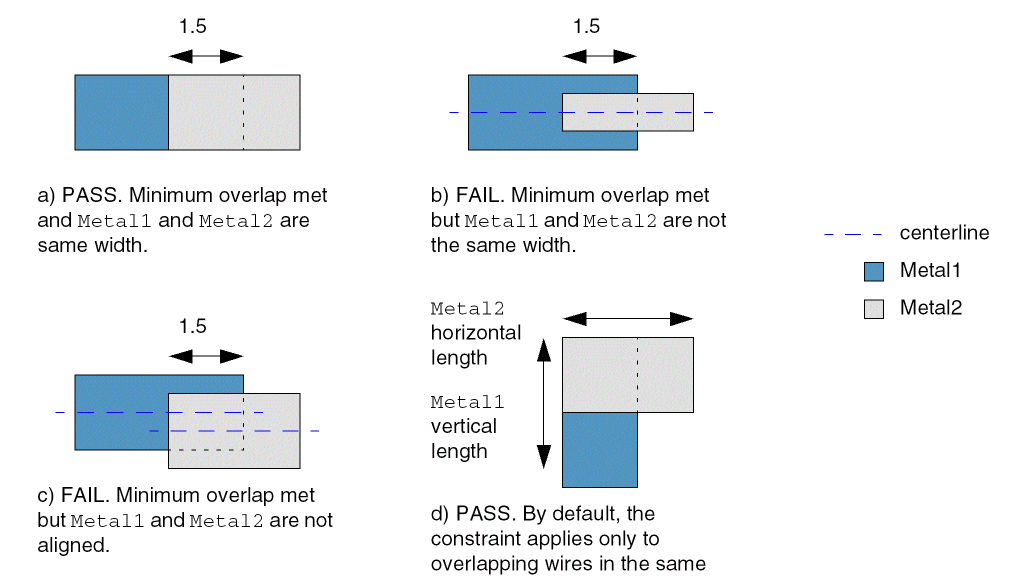 1.5
a) PASS. Minimum overlap met
and Metal1 and Metal2 are
same width.
1.5
b) FAIL. Minimum overlap met
but Metal1 and Metal2 are not
the same width.
centerline
Metal1
Metal2
1.5
c) FAIL. Minimum overlap met
but Metal1 and Metal2 are not
aligned.
Metal2
horizontal
length
Metal1
vertical
length
d) PASS. By default, the
constraint applies only to
overlapping wires in the same